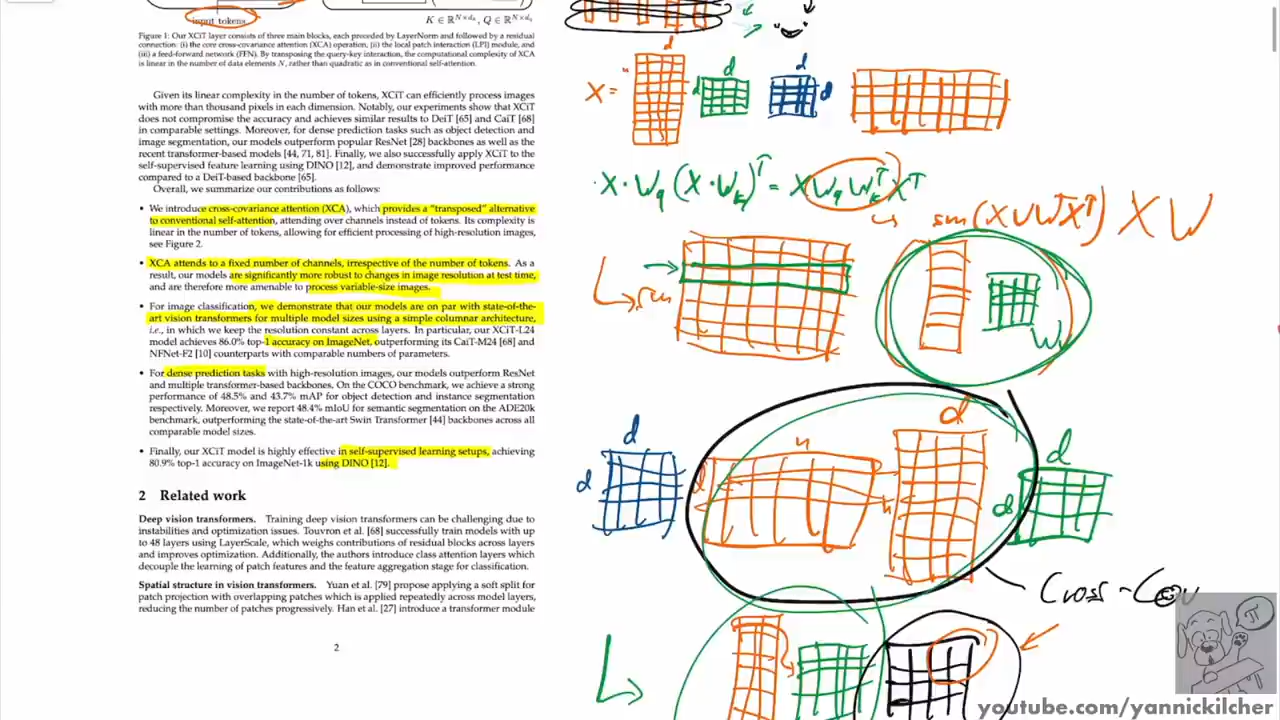 input tokens
K ∈ ℝ^{N×d_k}, Q ∈ ℝ^{N×d_q}
Figure 1: Our XCiT layer consists of three main blocks, each preceded by LayerNorm and followed by a residual
connection: (i) the core cross-covariance attention (XCA) operation, (ii) the local patch interaction (LPI) module, and
(iii) a feed-forward network (FFN). By transposing the query-key interaction, the computational complexity of XCA
is linear in the number of data elements N, rather than quadratic as in conventional self-attention.
Given its linear complexity in the number of tokens, XCiT can efficiently process images
with more than thousand pixels in each dimension. Notably, our experiments show that XCiT
does not compromise the accuracy and achieves similar results to DeiT [65] and CaiT [68]
in comparable settings. Moreover, for dense prediction tasks such as object detection and
image segmentation, our models outperform popular ResNet [28] backbones as well as the
recent transformer-based models [44, 71, 81]. Finally, we also successfully apply XCiT to the
self-supervised feature learning using DINO [12], and demonstrate improved performance
compared to a DeiT-based backbone [65].
Overall, we summarize our contributions as follows:
• We introduce cross-covariance attention (XCA), which provides a "transposed" alternative
to conventional self-attention, attending over channels instead of tokens. Its complexity is
linear in the number of tokens, allowing for efficient processing of high-resolution images,
see Figure 2.
• XCA attends to a fixed number of channels, irrespective of the number of tokens. As a
result, our models are significantly more robust to changes in image resolution at test time,
and are therefore more amenable to process variable-size images.
• For image classification, we demonstrate that our models are on par with state-of-the-
art vision transformers for multiple model sizes using a simple columnar architecture,
i.e., in which we keep the resolution constant across layers. In particular, our XCiT-L24
model achieves 86.0% top-1 accuracy on ImageNet, outperforming its CaiT-M24 [68] and
NFNet-F2 [10] counterparts with comparable numbers of parameters.
• For dense prediction tasks with high-resolution images, our models outperform ResNet
and multiple transformer-based backbones. On the COCO benchmark, we achieve a strong
performance of 48.5% and 43.7% mAP for object detection and instance segmentation
respectively. Moreover, we report 48.4% mIoU for semantic segmentation on the ADE20k
benchmark, outperforming the state-of-the-art Swin Transformer [44] backbones across all
comparable model sizes.
• Finally, our XCiT model is highly effective in self-supervised learning setups, achieving
80.9% top-1 accuracy on ImageNet-1k using DINO [12].
2 Related work
Deep vision transformers. Training deep vision transformers can be challenging due to
instabilities and optimization issues. Touvron et al. [68] successfully train models with up
to 48 layers using LayerScale, which weighs contributions of residual blocks across layers
and improves optimization. Additionally, the authors introduce class attention layers which
decouple the learning of patch features and the feature aggregation stage for classification.
Spatial structure in vision transformers. Yuan et al. [79] propose applying a soft split for
patch projection with overlapping patches which is applied repeatedly across model layers,
reducing the number of patches progressively. Han et al. [27] introduce a transformer module
2
d
X =
d
d
d
d
X · W_q (X · W_k)^T = X W_q W_k^T X^T
sm(X W W^T X^T) X W
W
d
d
n
d
d
d
d
Cross - Cov
youtube.com/yannickilcher